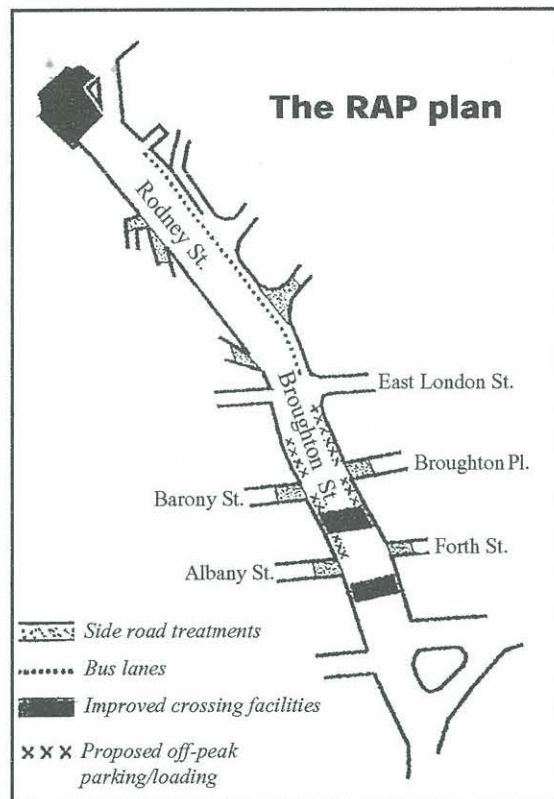 The RAP plan
Rodney St.
East London St.
Broughton St.
Broughton Pl.
Barony St.
Forth St.
Albany St.
Side road treatments
Bus lanes
Improved crossing facilities
Proposed off-peak
parking/loading